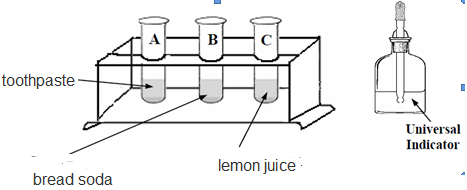 A B C
toothpaste
bread soda
lemon juice
Universal
Indicator